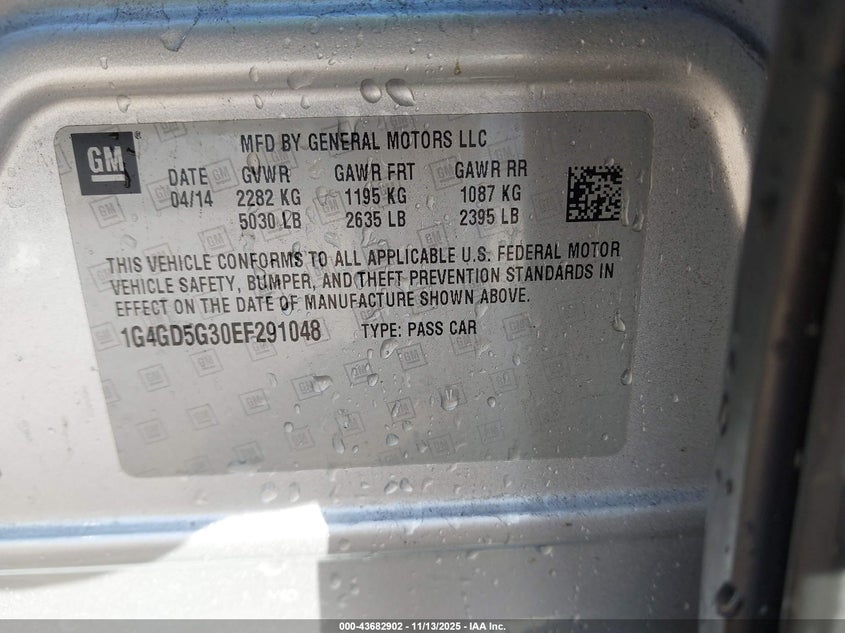 GM
MFD BY GENERAL MOTORS LLC
DATE GVWR GAWR FRT GAWR RR
04/14 2282 KG 1195 KG 1087 KG
5030 LB 2635 LB 2395 LB
THIS VEHICLE CONFORMS TO ALL APPLICABLE U.S. FEDERAL MOTOR
VEHICLE SAFETY, BUMPER, AND THEFT PREVENTION STANDARDS IN
EFFECT ON THE DATE OF MANUFACTURE SHOWN ABOVE.
1G4GD5G30EF291048 TYPE: PASS CAR
000-43682902 - 11/13/2025 - IAA Inc.